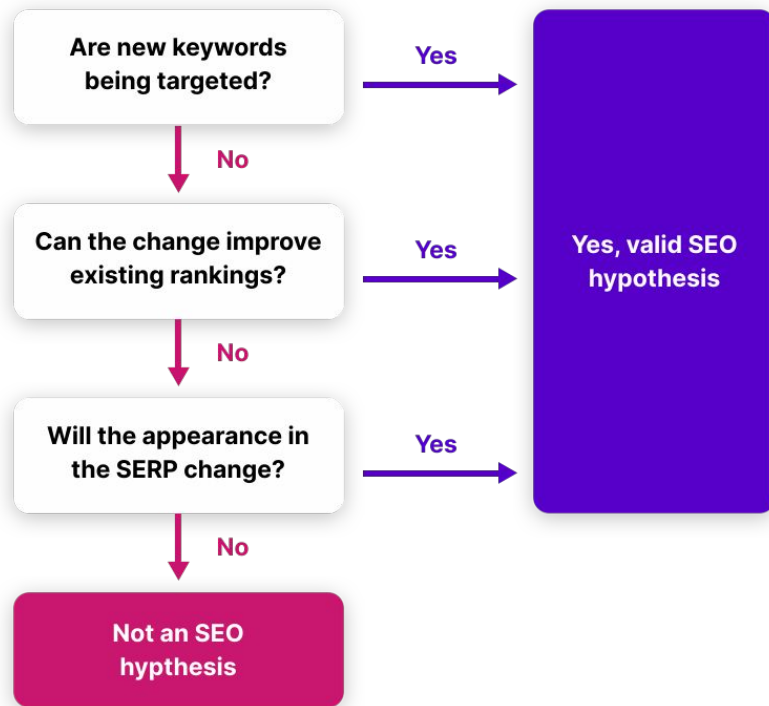 Are new keywords
being targeted?
Yes
No
Can the change improve
existing rankings?
Yes
Yes, valid SEO
hypothesis
No
Will the appearance in
the SERP change?
Yes
No
Not an SEO
hypthesis